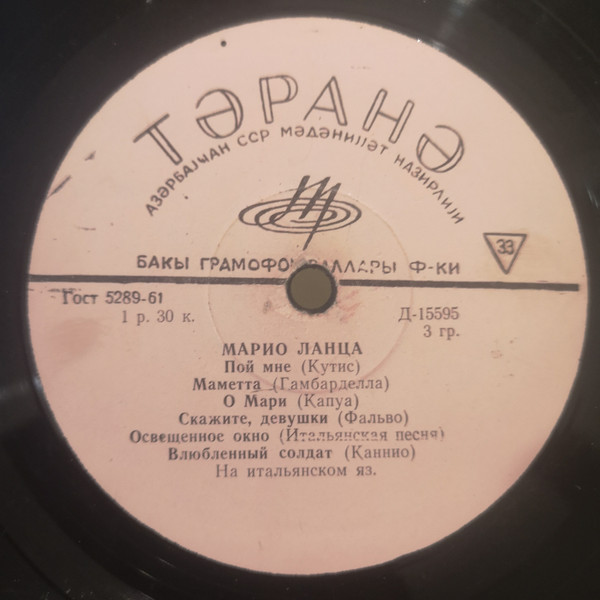 ТӘРАНӘ
АЗӘРБАЈҸАН ССР МӘДӘНИЈЈӘТ НАЗИРЛИЈИ
БАКЫ ГРАМОФОН ВАЛЛАРЫ Ф-КИ
33
Гост 5289-61
1 р. 30 к.
Д-15595
3 гр.
МАРИО ЛАНЦА
Пой мне (Кутис)
Маметта (Гамбарделла)
О Мари (Капуа)
Скажите, девушки (Фальво)
Освещенное окно (Итальянская песня)
Влюбленный солдат (Каннио)
На итальянском яз.